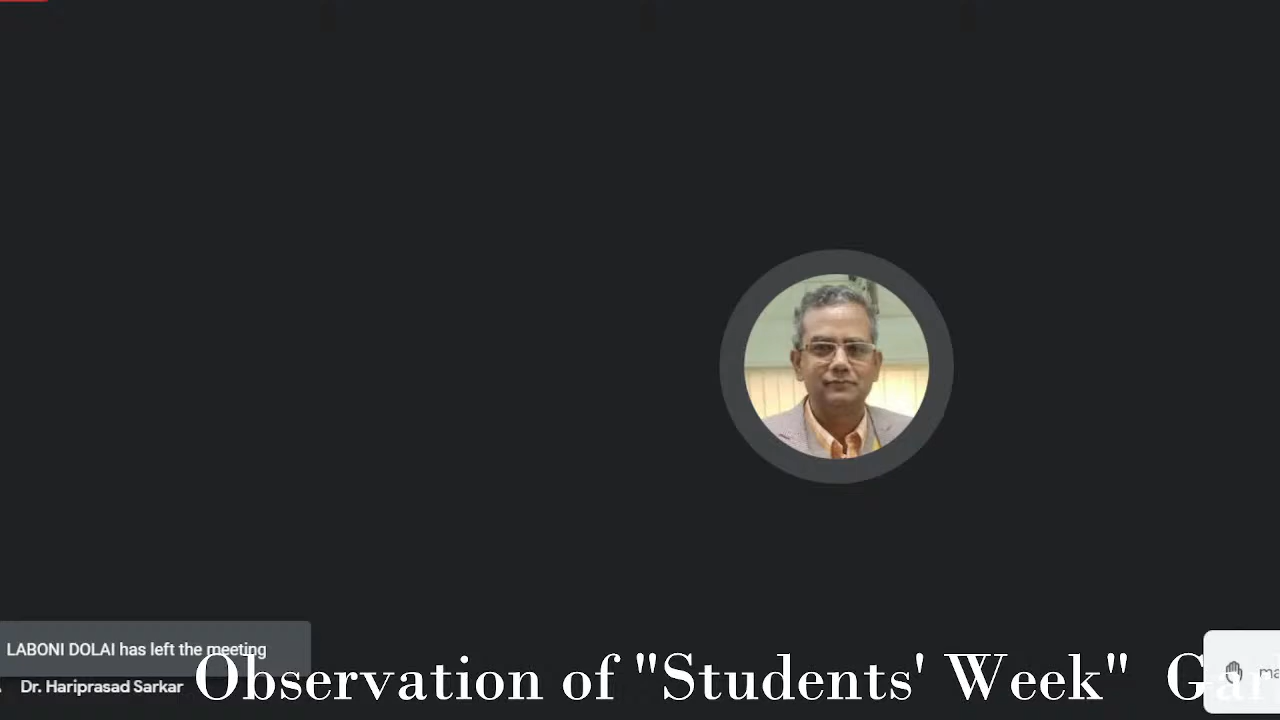 LABONI DOLAI has left the meeting
Dr. Hariprasad Sarkar
Observation of "Students' Week"